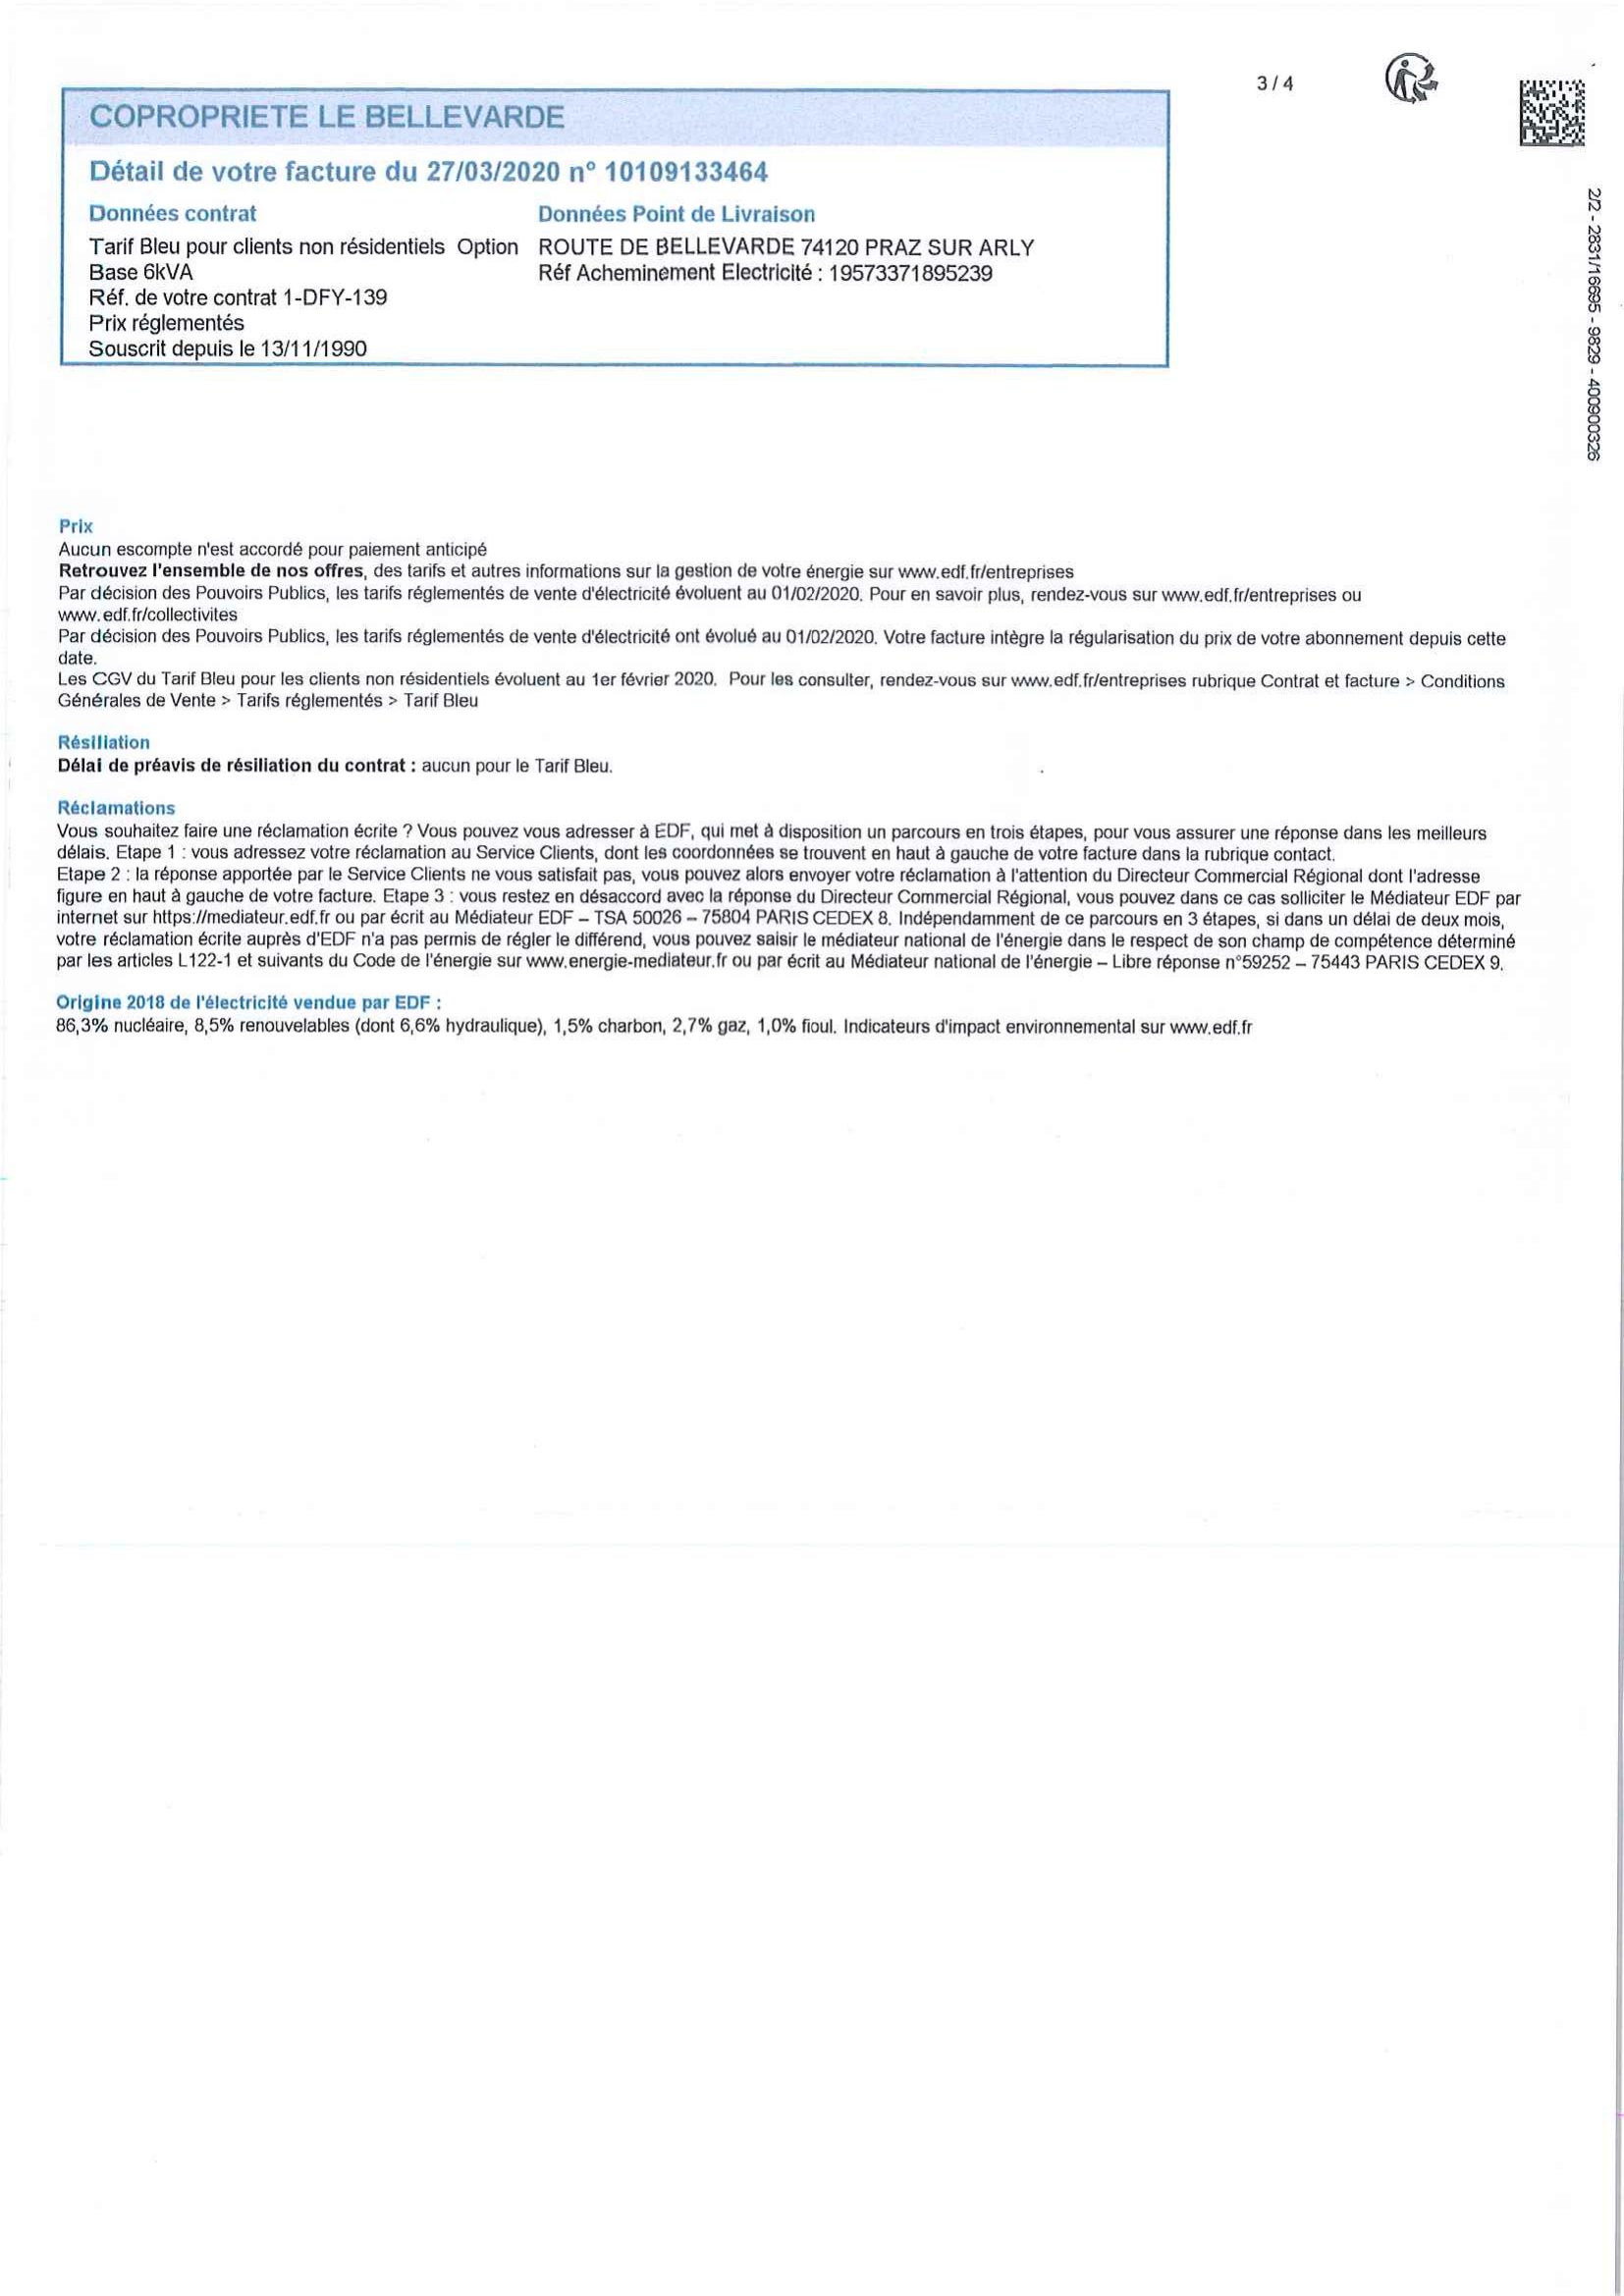 3 / 4
COPROPRIETE LE BELLEVARDE
Détail de votre facture du 27/03/2020 n° 10109133464
Données contrat
Tarif Bleu pour clients non résidentiels Option
Base 6kVA
Réf. de votre contrat 1-DFY-139
Prix réglementés
Souscrit depuis le 13/11/1990
Données Point de Livraison
ROUTE DE BELLEVARDE 74120 PRAZ SUR ARLY
Réf Acheminement Electricité : 19573371895239
2/2 - 2831/16695 - 9829 - 400900326
Prix
Aucun escompte n'est accordé pour paiement anticipé
Retrouvez l'ensemble de nos offres, des tarifs et autres informations sur la gestion de votre énergie sur www.edf.fr/entreprises
Par décision des Pouvoirs Publics, les tarifs réglementés de vente d'électricité évoluent au 01/02/2020. Pour en savoir plus, rendez-vous sur www.edf.fr/entreprises ou
www.edf.fr/collectivites
Par décision des Pouvoirs Publics, les tarifs réglementés de vente d'électricité ont évolué au 01/02/2020. Votre facture intègre la régularisation du prix de votre abonnement depuis cette
date.
Les CGV du Tarif Bleu pour les clients non résidentiels évoluent au 1er février 2020. Pour les consulter, rendez-vous sur www.edf.fr/entreprises rubrique Contrat et facture > Conditions
Générales de Vente > Tarifs réglementés > Tarif Bleu
Résiliation
Délai de préavis de résiliation du contrat : aucun pour le Tarif Bleu.
Réclamations
Vous souhaitez faire une réclamation écrite ? Vous pouvez vous adresser à EDF, qui met à disposition un parcours en trois étapes, pour vous assurer une réponse dans les meilleurs
délais. Etape 1 : vous adressez votre réclamation au Service Clients, dont les coordonnées se trouvent en haut à gauche de votre facture dans la rubrique contact.
Etape 2 : la réponse apportée par le Service Clients ne vous satisfait pas, vous pouvez alors envoyer votre réclamation à l'attention du Directeur Commercial Régional dont l'adresse
figure en haut à gauche de votre facture. Etape 3 : vous restez en désaccord avec la réponse du Directeur Commercial Régional, vous pouvez dans ce cas solliciter le Médiateur EDF par
internet sur https://mediateur.edf.fr ou par écrit au Médiateur EDF – TSA 50026 – 75804 PARIS CEDEX 8. Indépendamment de ce parcours en 3 étapes, si dans un délai de deux mois,
votre réclamation écrite auprès d'EDF n'a pas permis de régler le différend, vous pouvez saisir le médiateur national de l'énergie dans le respect de son champ de compétence déterminé
par les articles L122-1 et suivants du Code de l'énergie sur www.energie-mediateur.fr ou par écrit au Médiateur national de l'énergie – Libre réponse n°59252 – 75443 PARIS CEDEX 9.
Origine 2018 de l'électricité vendue par EDF :
86,3% nucléaire, 8,5% renouvelables (dont 6,6% hydraulique), 1,5% charbon, 2,7% gaz, 1,0% fioul. Indicateurs d'impact environnemental sur www.edf.fr